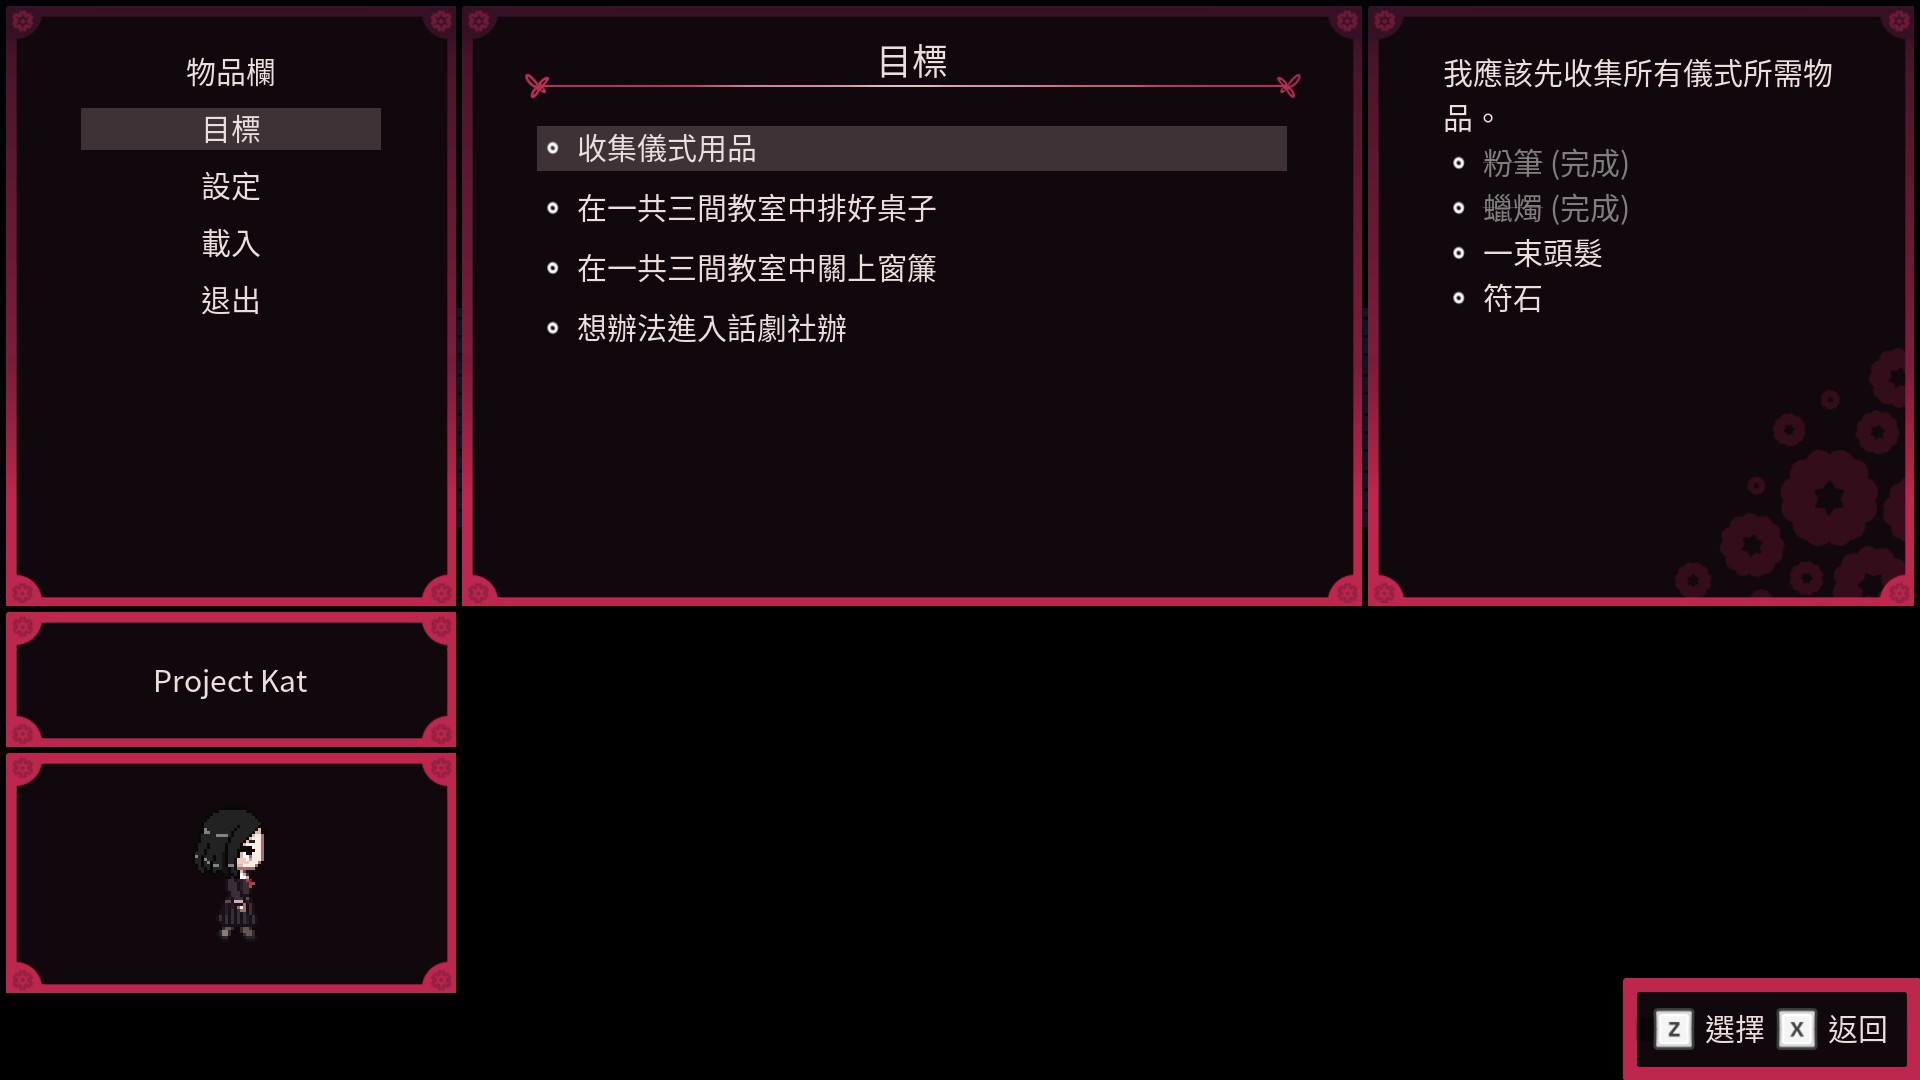 物品欄
目標
設定
載入
退出
目標
收集儀式用品
在一共三間教室中排好桌子
在一共三間教室中關上窗簾
想辦法進入話劇社辦
我應該先收集所有儀式所需物
品。
粉筆 (完成)
蠟燭 (完成)
一束頭髮
符石
Project Kat
Z 選擇 X 返回